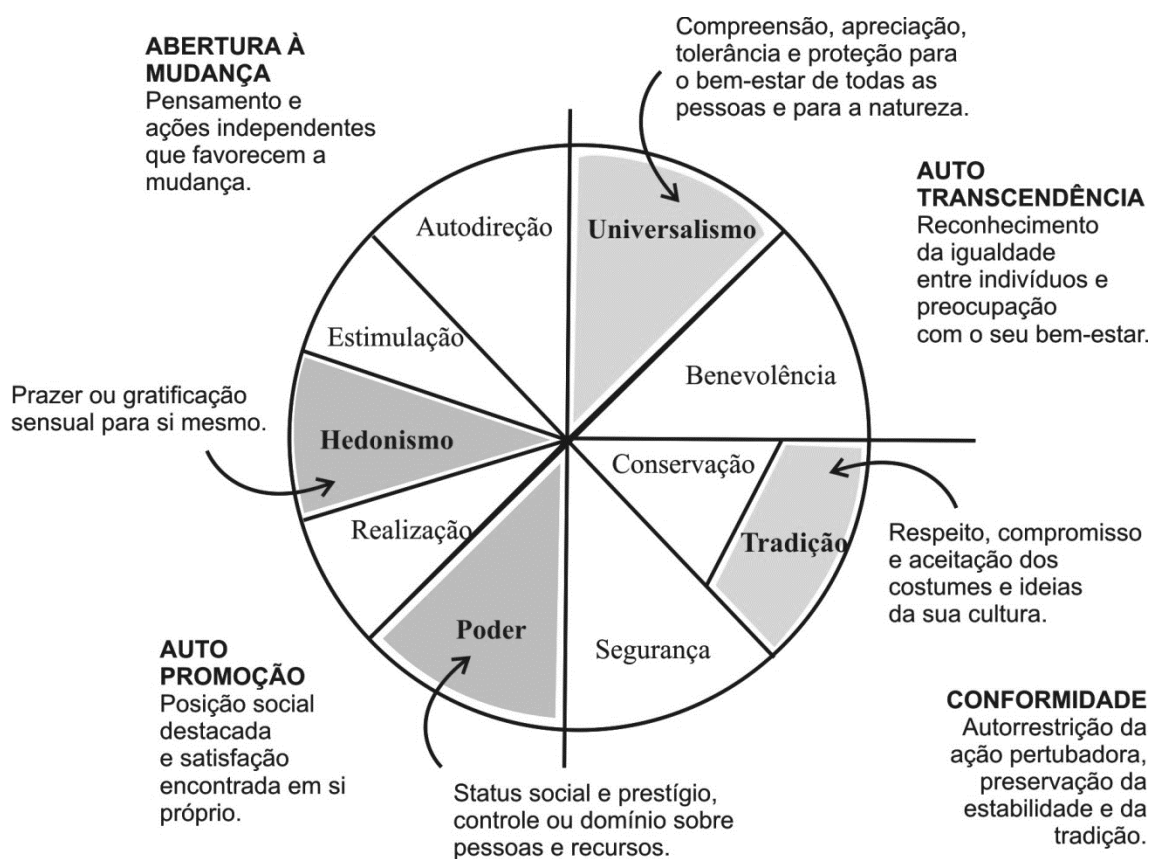 ABERTURA À
MUDANÇA
Pensamento e
ações independentes
que favorecem a
mudança.
Compreensão, apreciação,
tolerância e proteção para
o bem-estar de todas as
pessoas e para a natureza.
AUTO
TRANSCENDÊNCIA
Reconhecimento
da igualdade
entre indivíduos e
preocupação
com o seu bem-estar.
Autodireção
Universalismo
Estimulação
Benevolência
Prazer ou gratificação
sensual para si mesmo.
Hedonismo
Conservação
Realização
Tradição
Respeito, compromisso
e aceitação dos
costumes e ideias
da sua cultura.
Poder
Segurança
AUTO
PROMOÇÃO
Posição social
destacada
e satisfação
encontrada em si
próprio.
Status social e prestígio,
controle ou domínio sobre
pessoas e recursos.
CONFORMIDADE
Autorrestrição da
ação pertubadora,
preservação da
estabilidade e da
tradição.